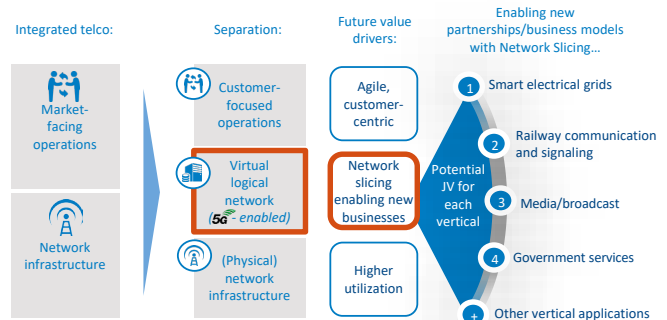 Integrated telco:
Separation:
Future value
drivers:
Enabling new
partnerships/business models
with Network Slicing...
Market-
facing
operations
Network
infrastructure
Customer-
focused
operations
Virtual
logical
network
(5G - enabled)
(Physical)
network
infrastructure
Agile,
customer-
centric
Network
slicing
enabling new
businesses
Higher
utilization
Potential
JV for
each
vertical
1 Smart electrical grids
2 Railway communication
and signaling
3 Media/broadcast
4 Government services
+ Other vertical applications